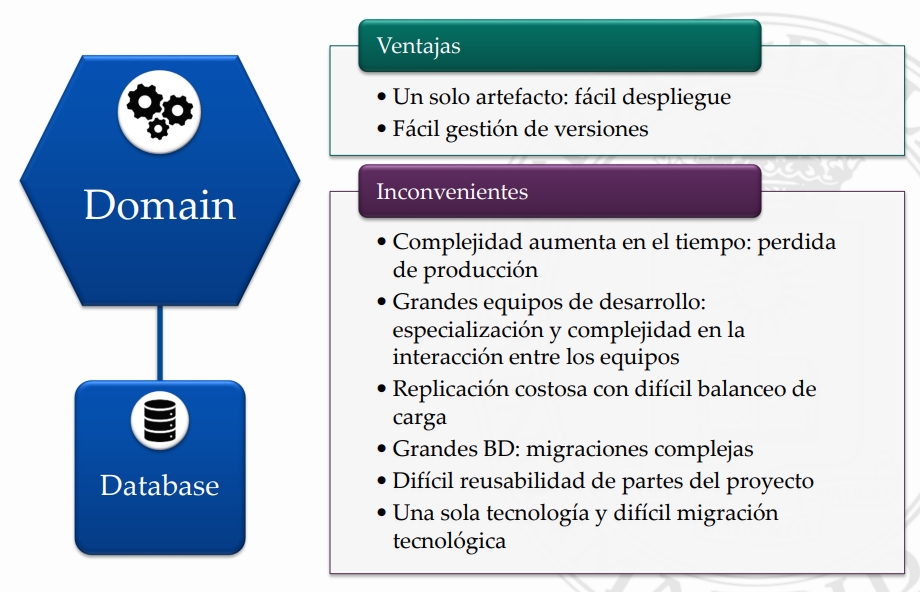 Domain
Database
Ventajas
• Un solo artefacto: fácil despliegue
• Fácil gestión de versiones
Inconvenientes
• Complejidad aumenta en el tiempo: perdida
de producción
• Grandes equipos de desarrollo:
especialización y complejidad en la
interacción entre los equipos
• Replicación costosa con difícil balanceo de
carga
• Grandes BD: migraciones complejas
• Difícil reusabilidad de partes del proyecto
• Una sola tecnología y difícil migración
tecnológica